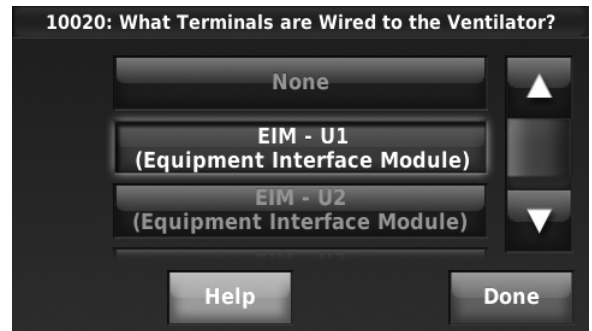 10020: What Terminals are Wired to the Ventilator?
None
EIM - U1
(Equipment Interface Module)
EIM - U2
(Equipment Interface Module)
Help
Done